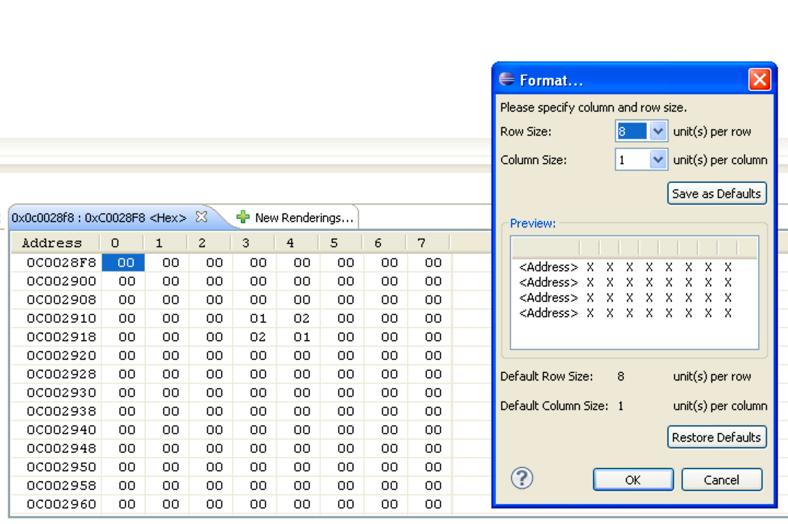 Format...
Please specify column and row size.
Row Size: 8 unit(s) per row
Column Size: 1 unit(s) per column
Save as Defaults
Preview:
<Address> X X X X X X X X
<Address> X X X X X X X X
<Address> X X X X X X X X
<Address> X X X X X X X X
Default Row Size: 8 unit(s) per row
Default Column Size: 1 unit(s) per column
Restore Defaults
? OK Cancel
0x0c0028f8 : 0xC0028F8 <Hex> New Renderings...
Address 0 1 2 3 4 5 6 7
0C0028F8 00 00 00 00 00 00 00 00
0C002900 00 00 00 00 00 00 00 00
0C002908 00 00 00 00 00 00 00 00
0C002910 00 00 00 01 02 00 00 00
0C002918 00 00 00 02 01 00 00 00
0C002920 00 00 00 00 00 00 00 00
0C002928 00 00 00 00 00 00 00 00
0C002930 00 00 00 00 00 00 00 00
0C002938 00 00 00 00 00 00 00 00
0C002940 00 00 00 00 00 00 00 00
0C002948 00 00 00 00 00 00 00 00
0C002950 00 00 00 00 00 00 00 00
0C002958 00 00 00 00 00 00 00 00
0C002960 00 00 00 00 00 00 00 00